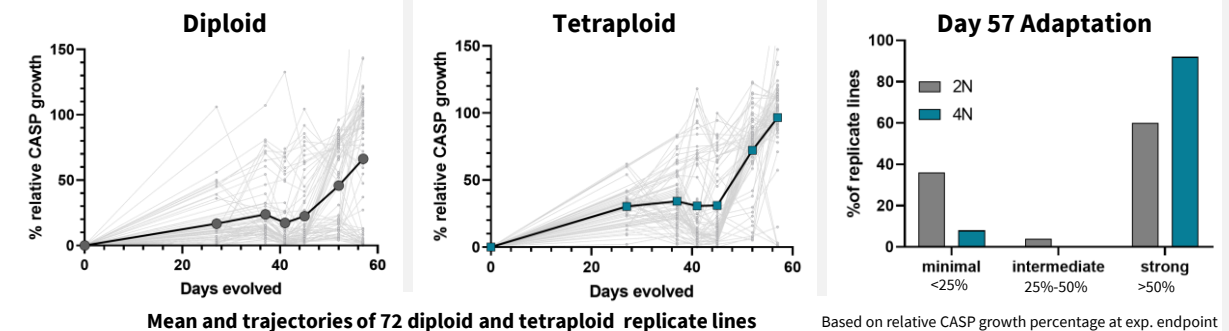 Diploid
% relative CASP growth
150
100
50
0
0 20 40 60
Days evolved
Tetraploid
% relative CASP growth
150
100
50
0
0 20 40 60
Days evolved
Mean and trajectories of 72 diploid and tetraploid replicate lines
Day 57 Adaptation
%of replicate lines
100
80
60
40
20
0
2N
4N
minimal intermediate strong
<25% 25%-50% >50%
Based on relative CASP growth percentage at exp. endpoint